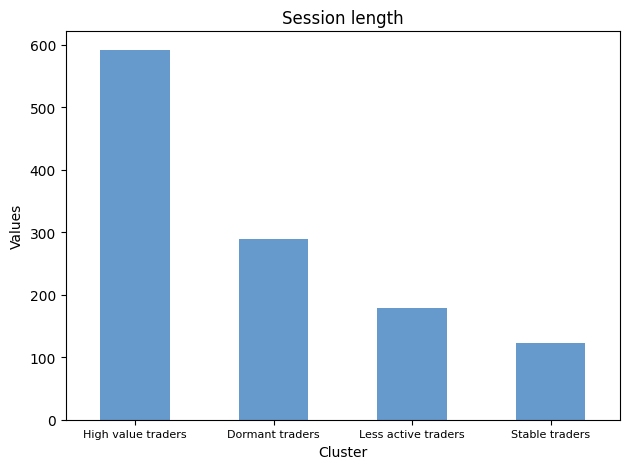 Session length
600
500
400
300
200
100
0
Values
High value traders
Dormant traders
Less active traders
Stable traders
Cluster